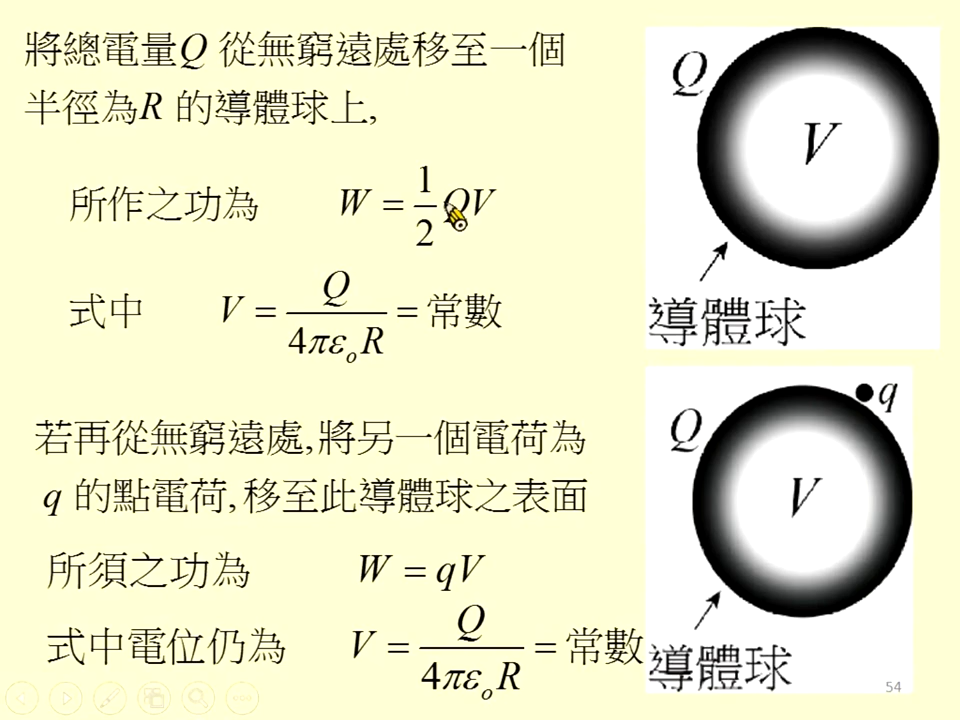 將總電量Q 從無窮遠處移至一個
半徑為R 的導體球上,
所作之功為 W = 1/2 QV
式中 V = Q/(4πεₒR) = 常數
若再從無窮遠處,將另一個電荷為
q 的點電荷,移至此導體球之表面
所須之功為 W = qV
式中電位仍為 V = Q/(4πεₒR) = 常數
Q
V
導體球
q
Q
V
導體球
54